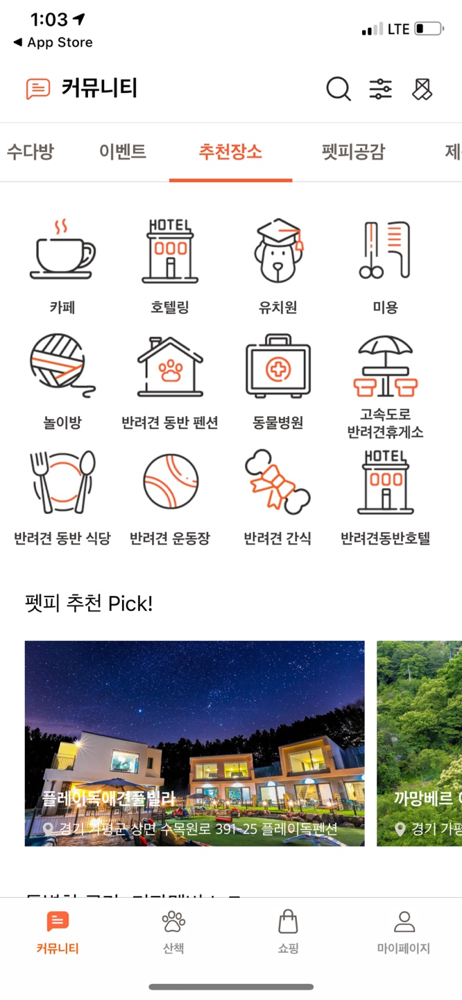 1:03
LTE
◀ App Store
커뮤니티
수다방 이벤트 추천장소 펫피공감 제
HOTEL
카페 호텔링 유치원 미용
놀이방 반려견 동반 펜션 동물병원 고속도로
반려견휴게소
HOTEL
반려견 동반 식당 반려견 운동장 반려견 간식 반려견동반호텔
펫피 추천 Pick!
플레이독애견풀빌라
경기 가평군 상면 수목원로 391-25 플레이독펜션
까망베르
경기 가평
커뮤니티 산책 쇼핑 마이페이지